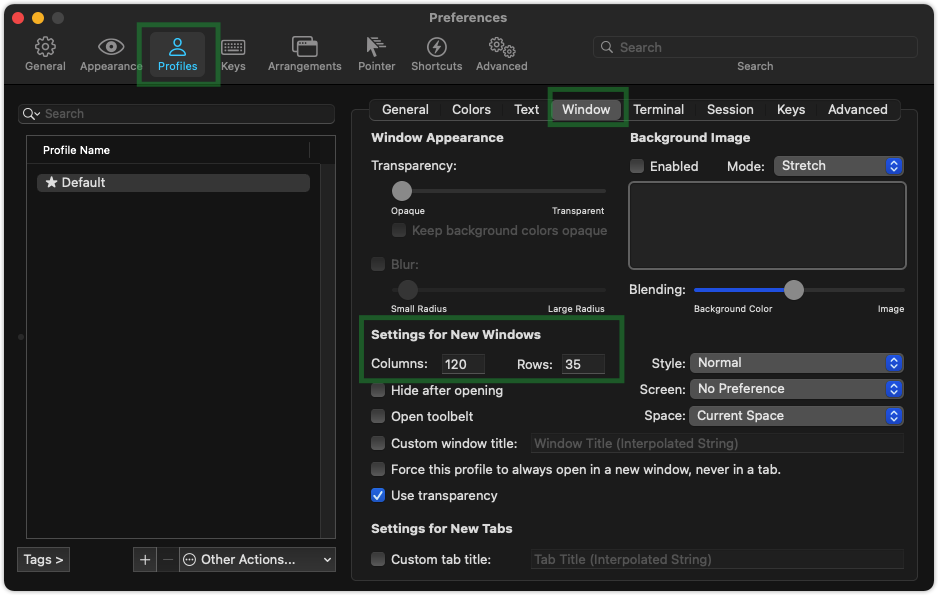 Preferences
General Appearance Profiles Keys Arrangements Pointer Shortcuts Advanced Search
Search
Search
Profile Name
Default
Tags >
+ − Other Actions...
General Colors Text Window Terminal Session Keys Advanced
Window Appearance
Transparency:
Opaque Transparent
Keep background colors opaque
Blur:
Small Radius Large Radius
Background Image
Enabled Mode: Stretch
Blending:
Background Color Image
Settings for New Windows
Columns: 120 Rows: 35
Style: Normal
Hide after opening
Screen: No Preference
Open toolbelt
Space: Current Space
Custom window title: Window Title (Interpolated String)
Force this profile to always open in a new window, never in a tab.
Use transparency
Settings for New Tabs
Custom tab title: Tab Title (Interpolated String)